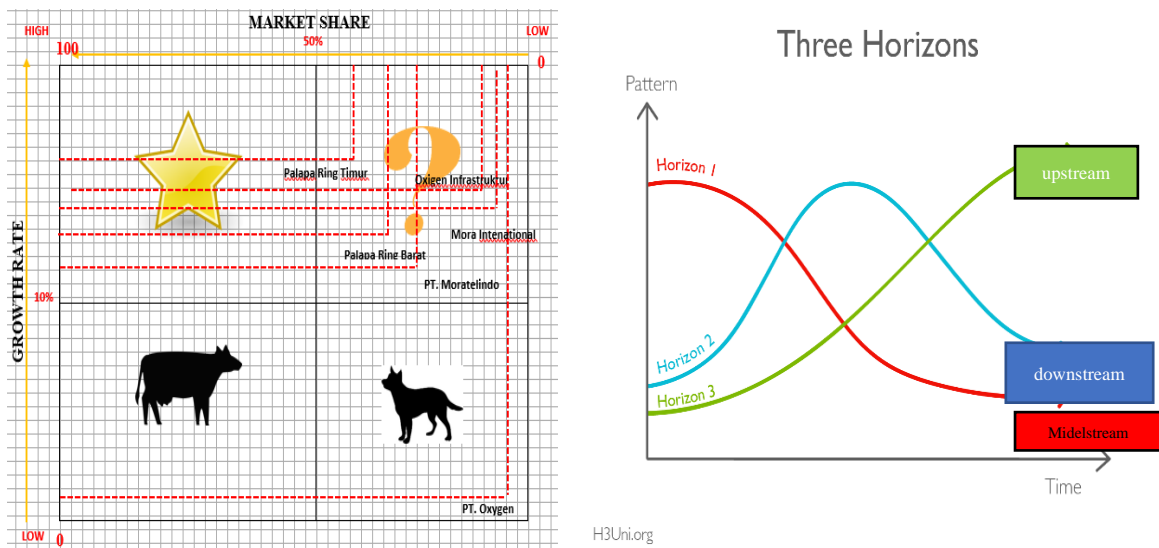 MARKET SHARE
HIGH
LOW
50%
100
0
Palapa Ring Timur
Oxigen Infrastruktur
Mora Intenational
Palapa Ring Barat
PT. Moratelindo
GROWTH RATE
10%
PT. Oxygen
LOW
0
Three Horizons
Pattern
Horizon 1
upstream
Horizon 2
downstream
Horizon 3
Midelstream
Time
H3Uni.org